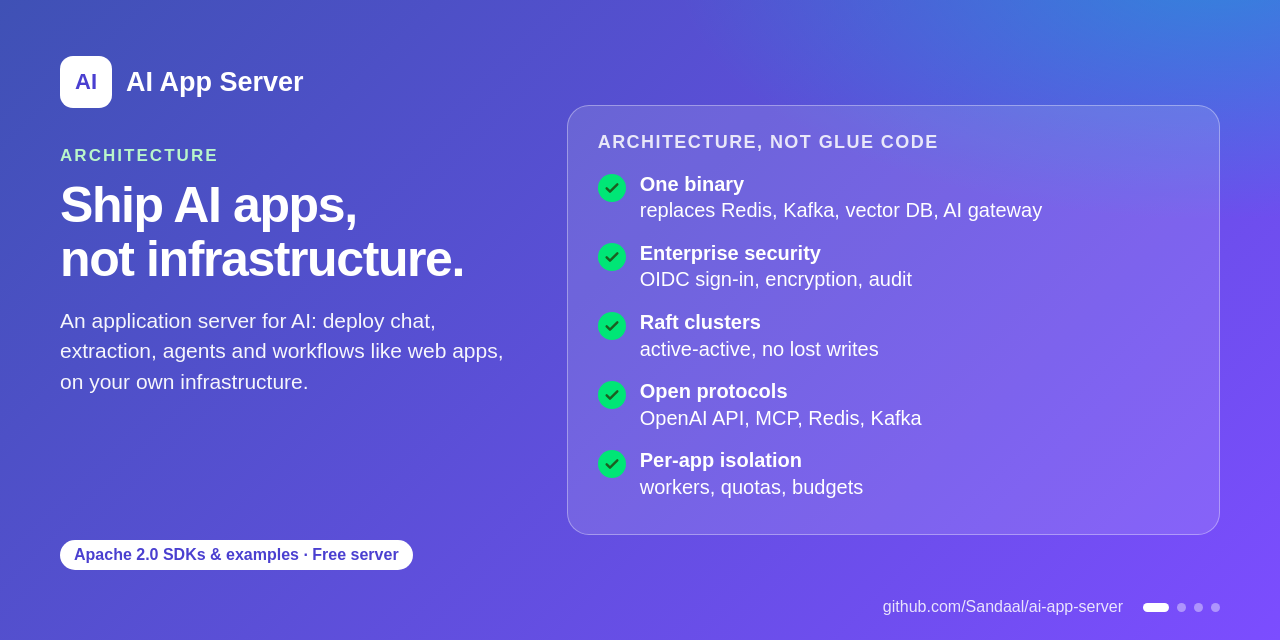 AI
AI App Server
ARCHITECTURE
Ship AI apps,
not infrastructure.
An application server for AI: deploy chat,
extraction, agents and workflows like web apps,
on your own infrastructure.
Apache 2.0 SDKs & examples · Free server
ARCHITECTURE, NOT GLUE CODE
One binary
replaces Redis, Kafka, vector DB, AI gateway
Enterprise security
OIDC sign-in, encryption, audit
Raft clusters
active-active, no lost writes
Open protocols
OpenAI API, MCP, Redis, Kafka
Per-app isolation
workers, quotas, budgets
github.com/Sandaal/ai-app-server